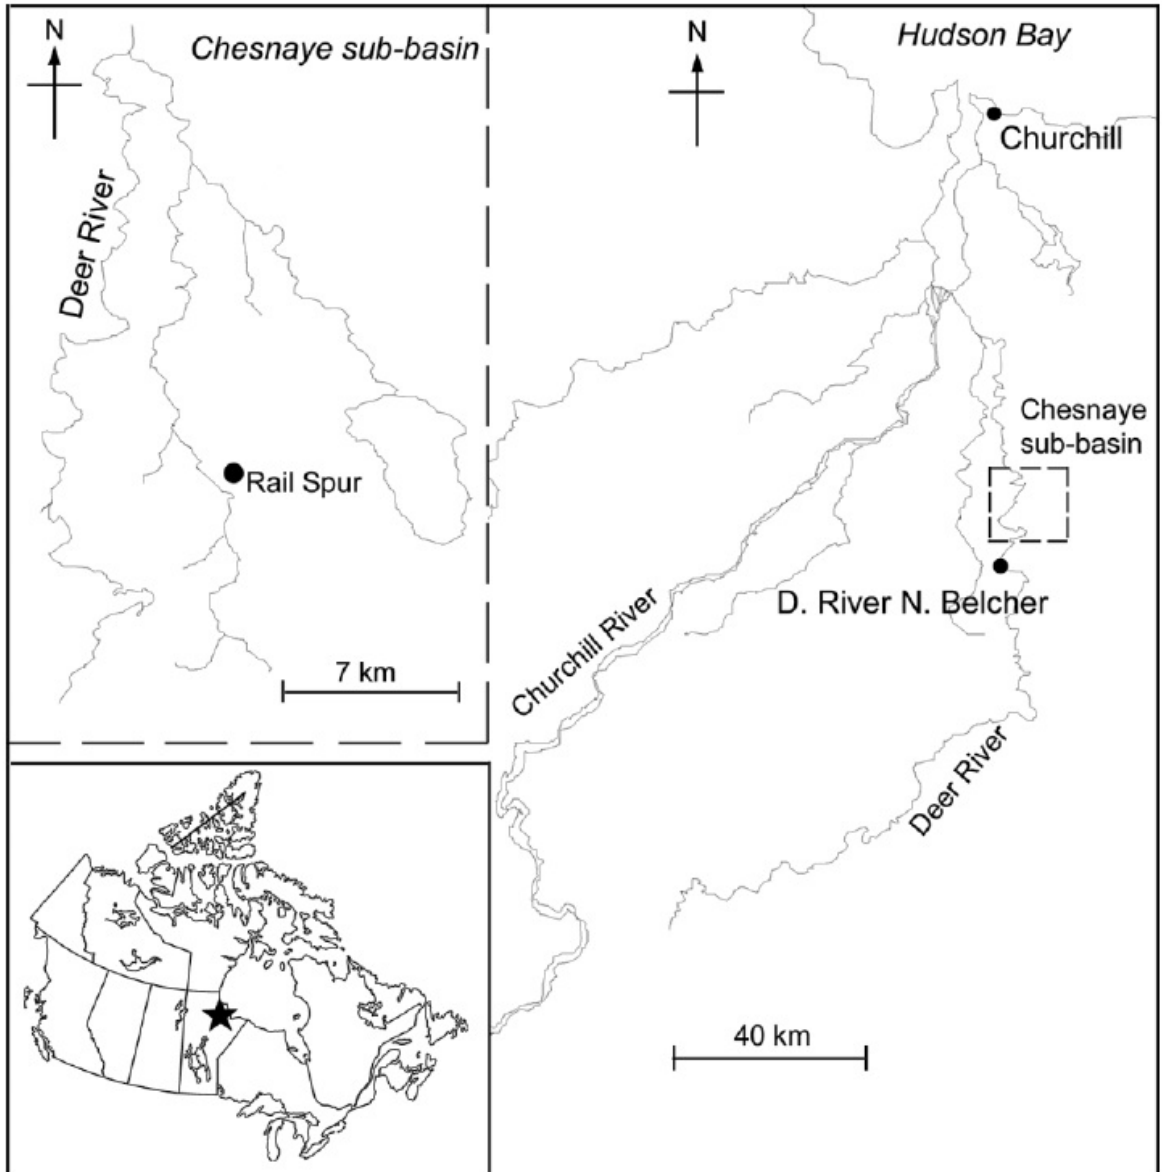 N
Chesnaye sub-basin
Deer River
Rail Spur
7 km
N
Hudson Bay
Churchill
Chesnaye
sub-basin
D. River N. Belcher
Churchill River
Deer River
40 km